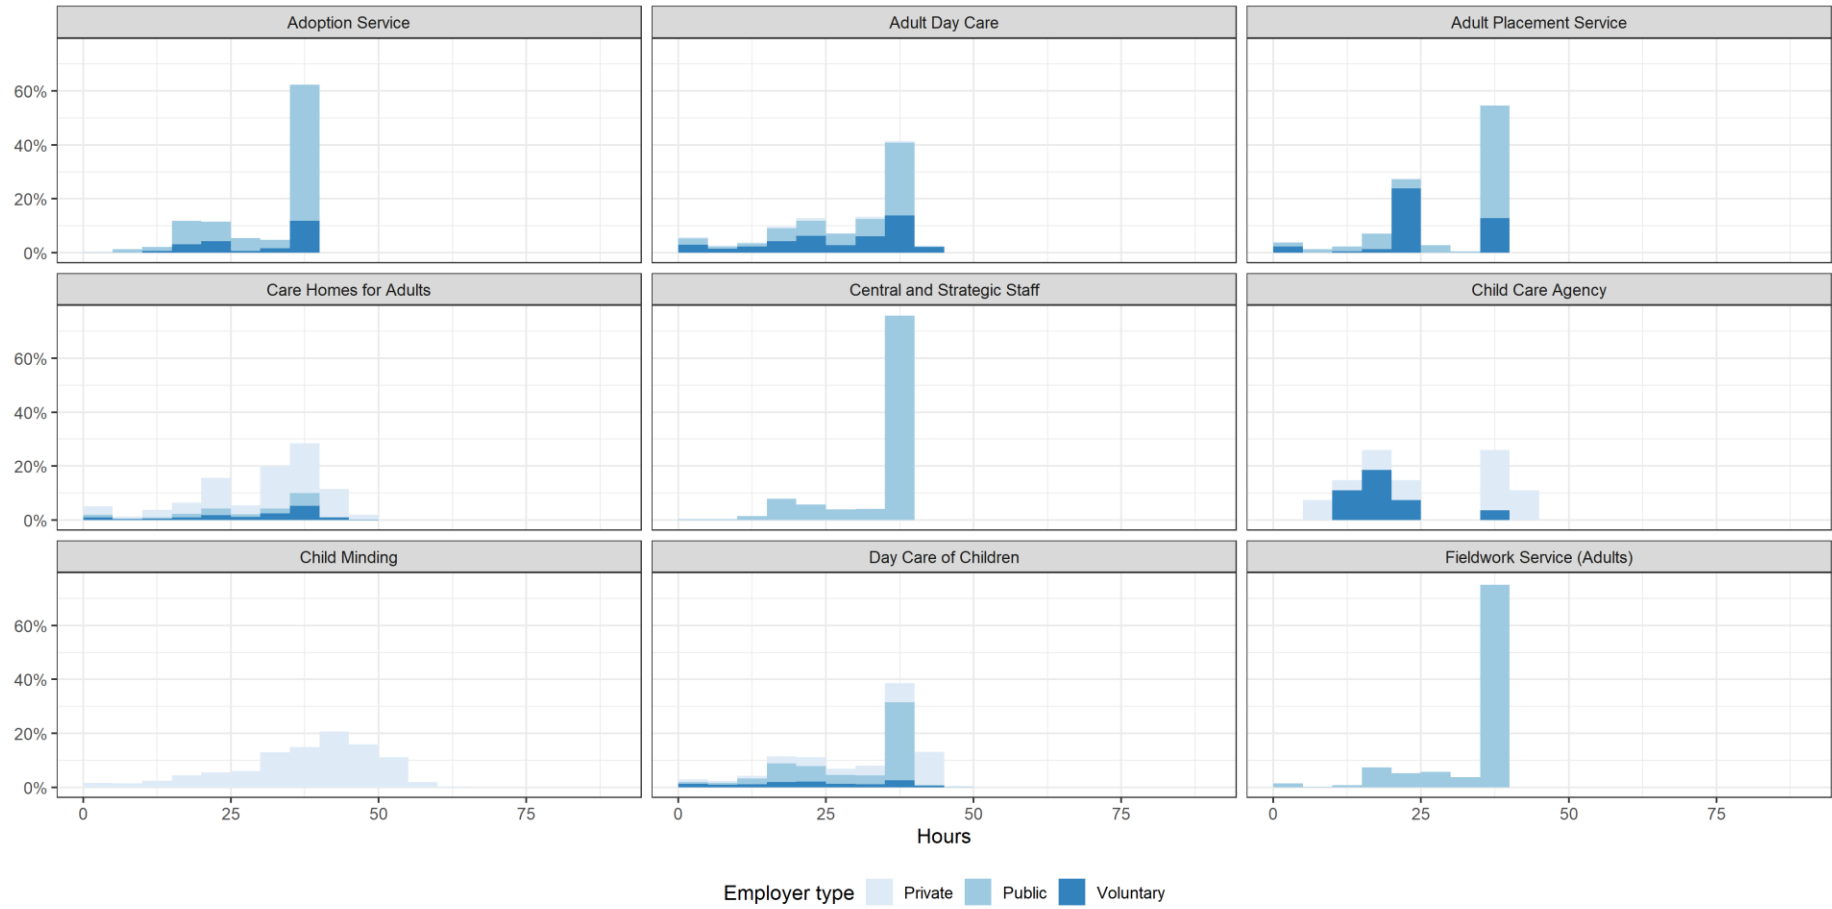 Adoption Service
Adult Day Care
Adult Placement Service
60%
40%
20%
0%
Care Homes for Adults
Central and Strategic Staff
Child Care Agency
60%
40%
20%
0%
Child Minding
Day Care of Children
Fieldwork Service (Adults)
60%
40%
20%
0%
0 25 50 75
0 25 50 75
0 25 50 75
Hours
Employer type Private Public Voluntary